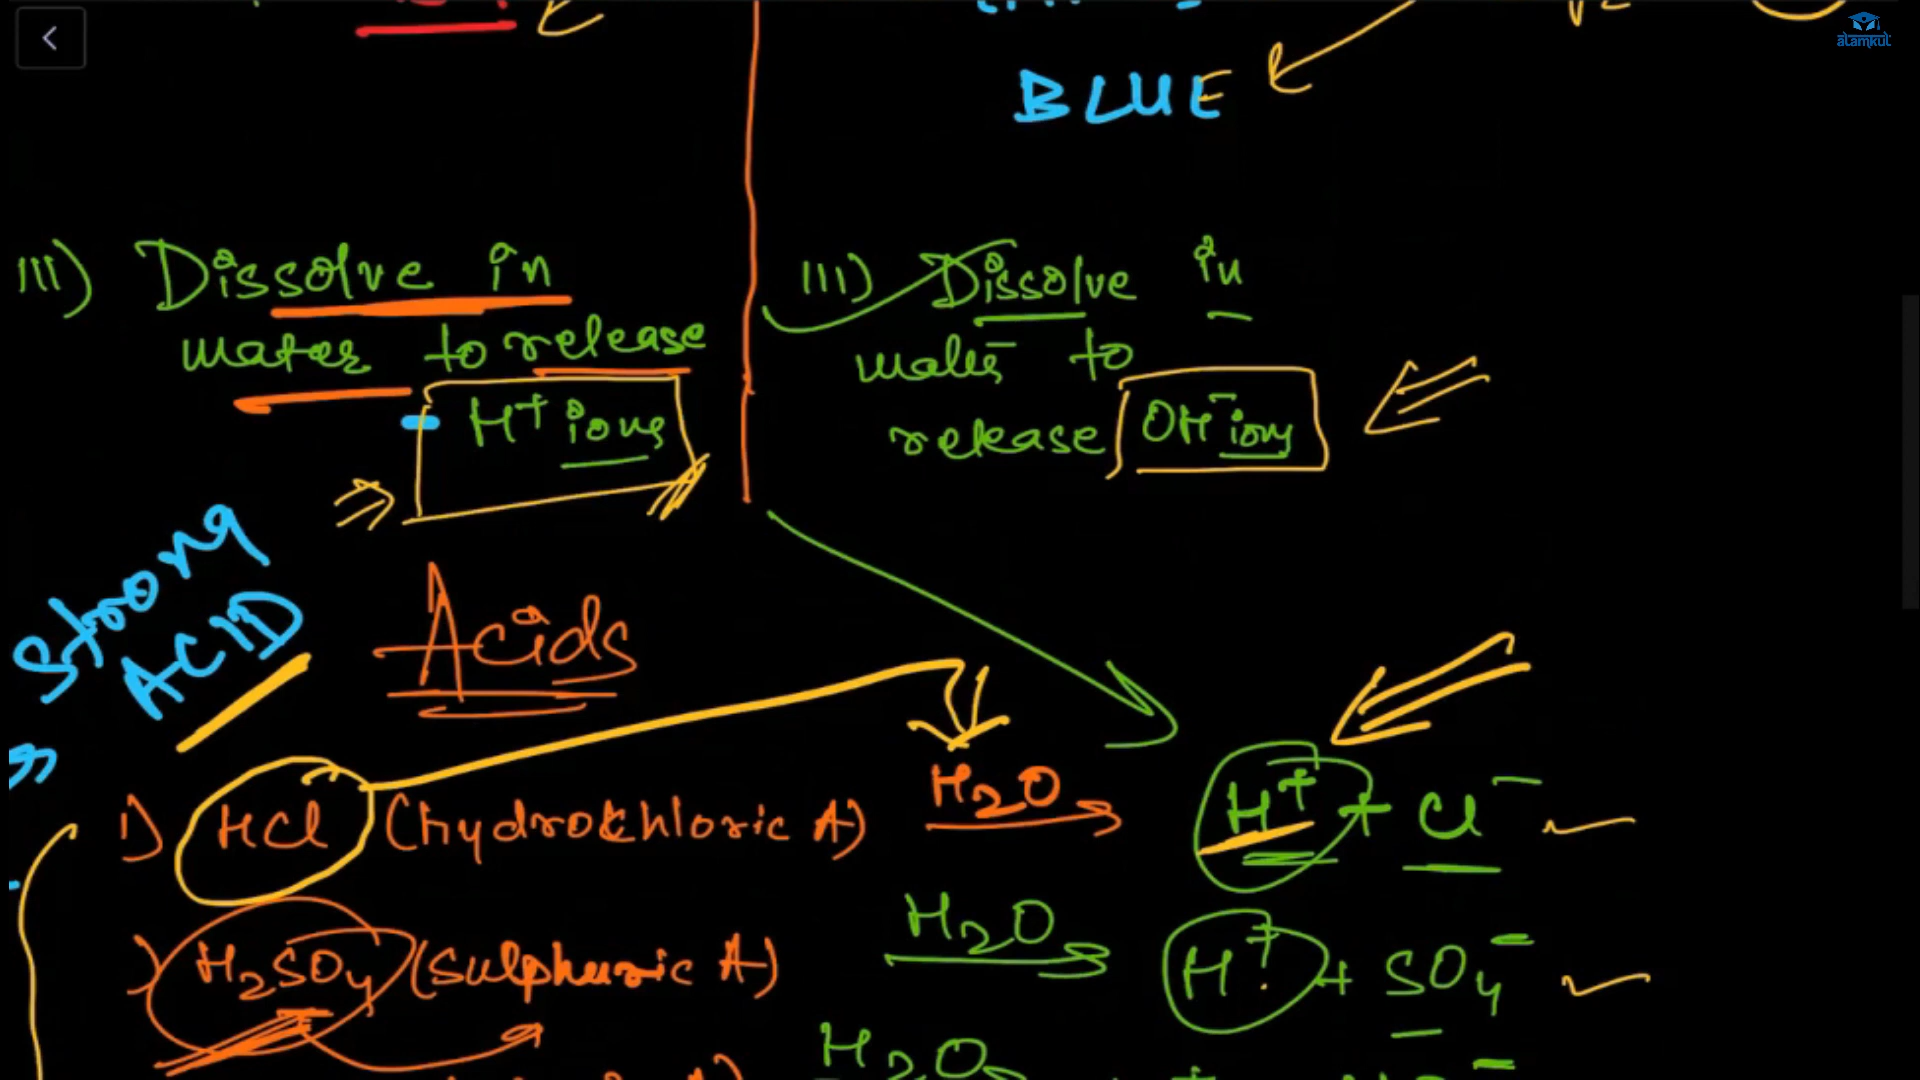 alamkut
BLUE
III) Dissolve in
water to release
H⁺ ions
III) Dissolve in
water to
release OH⁻ ions
Strong
ACID
Acids
1) HCl (hydrochloric A) H₂O → H⁺ + Cl⁻
) H₂SO₄ (Sulphuric A) H₂O → H⁺ + SO₄⁻
H₂O